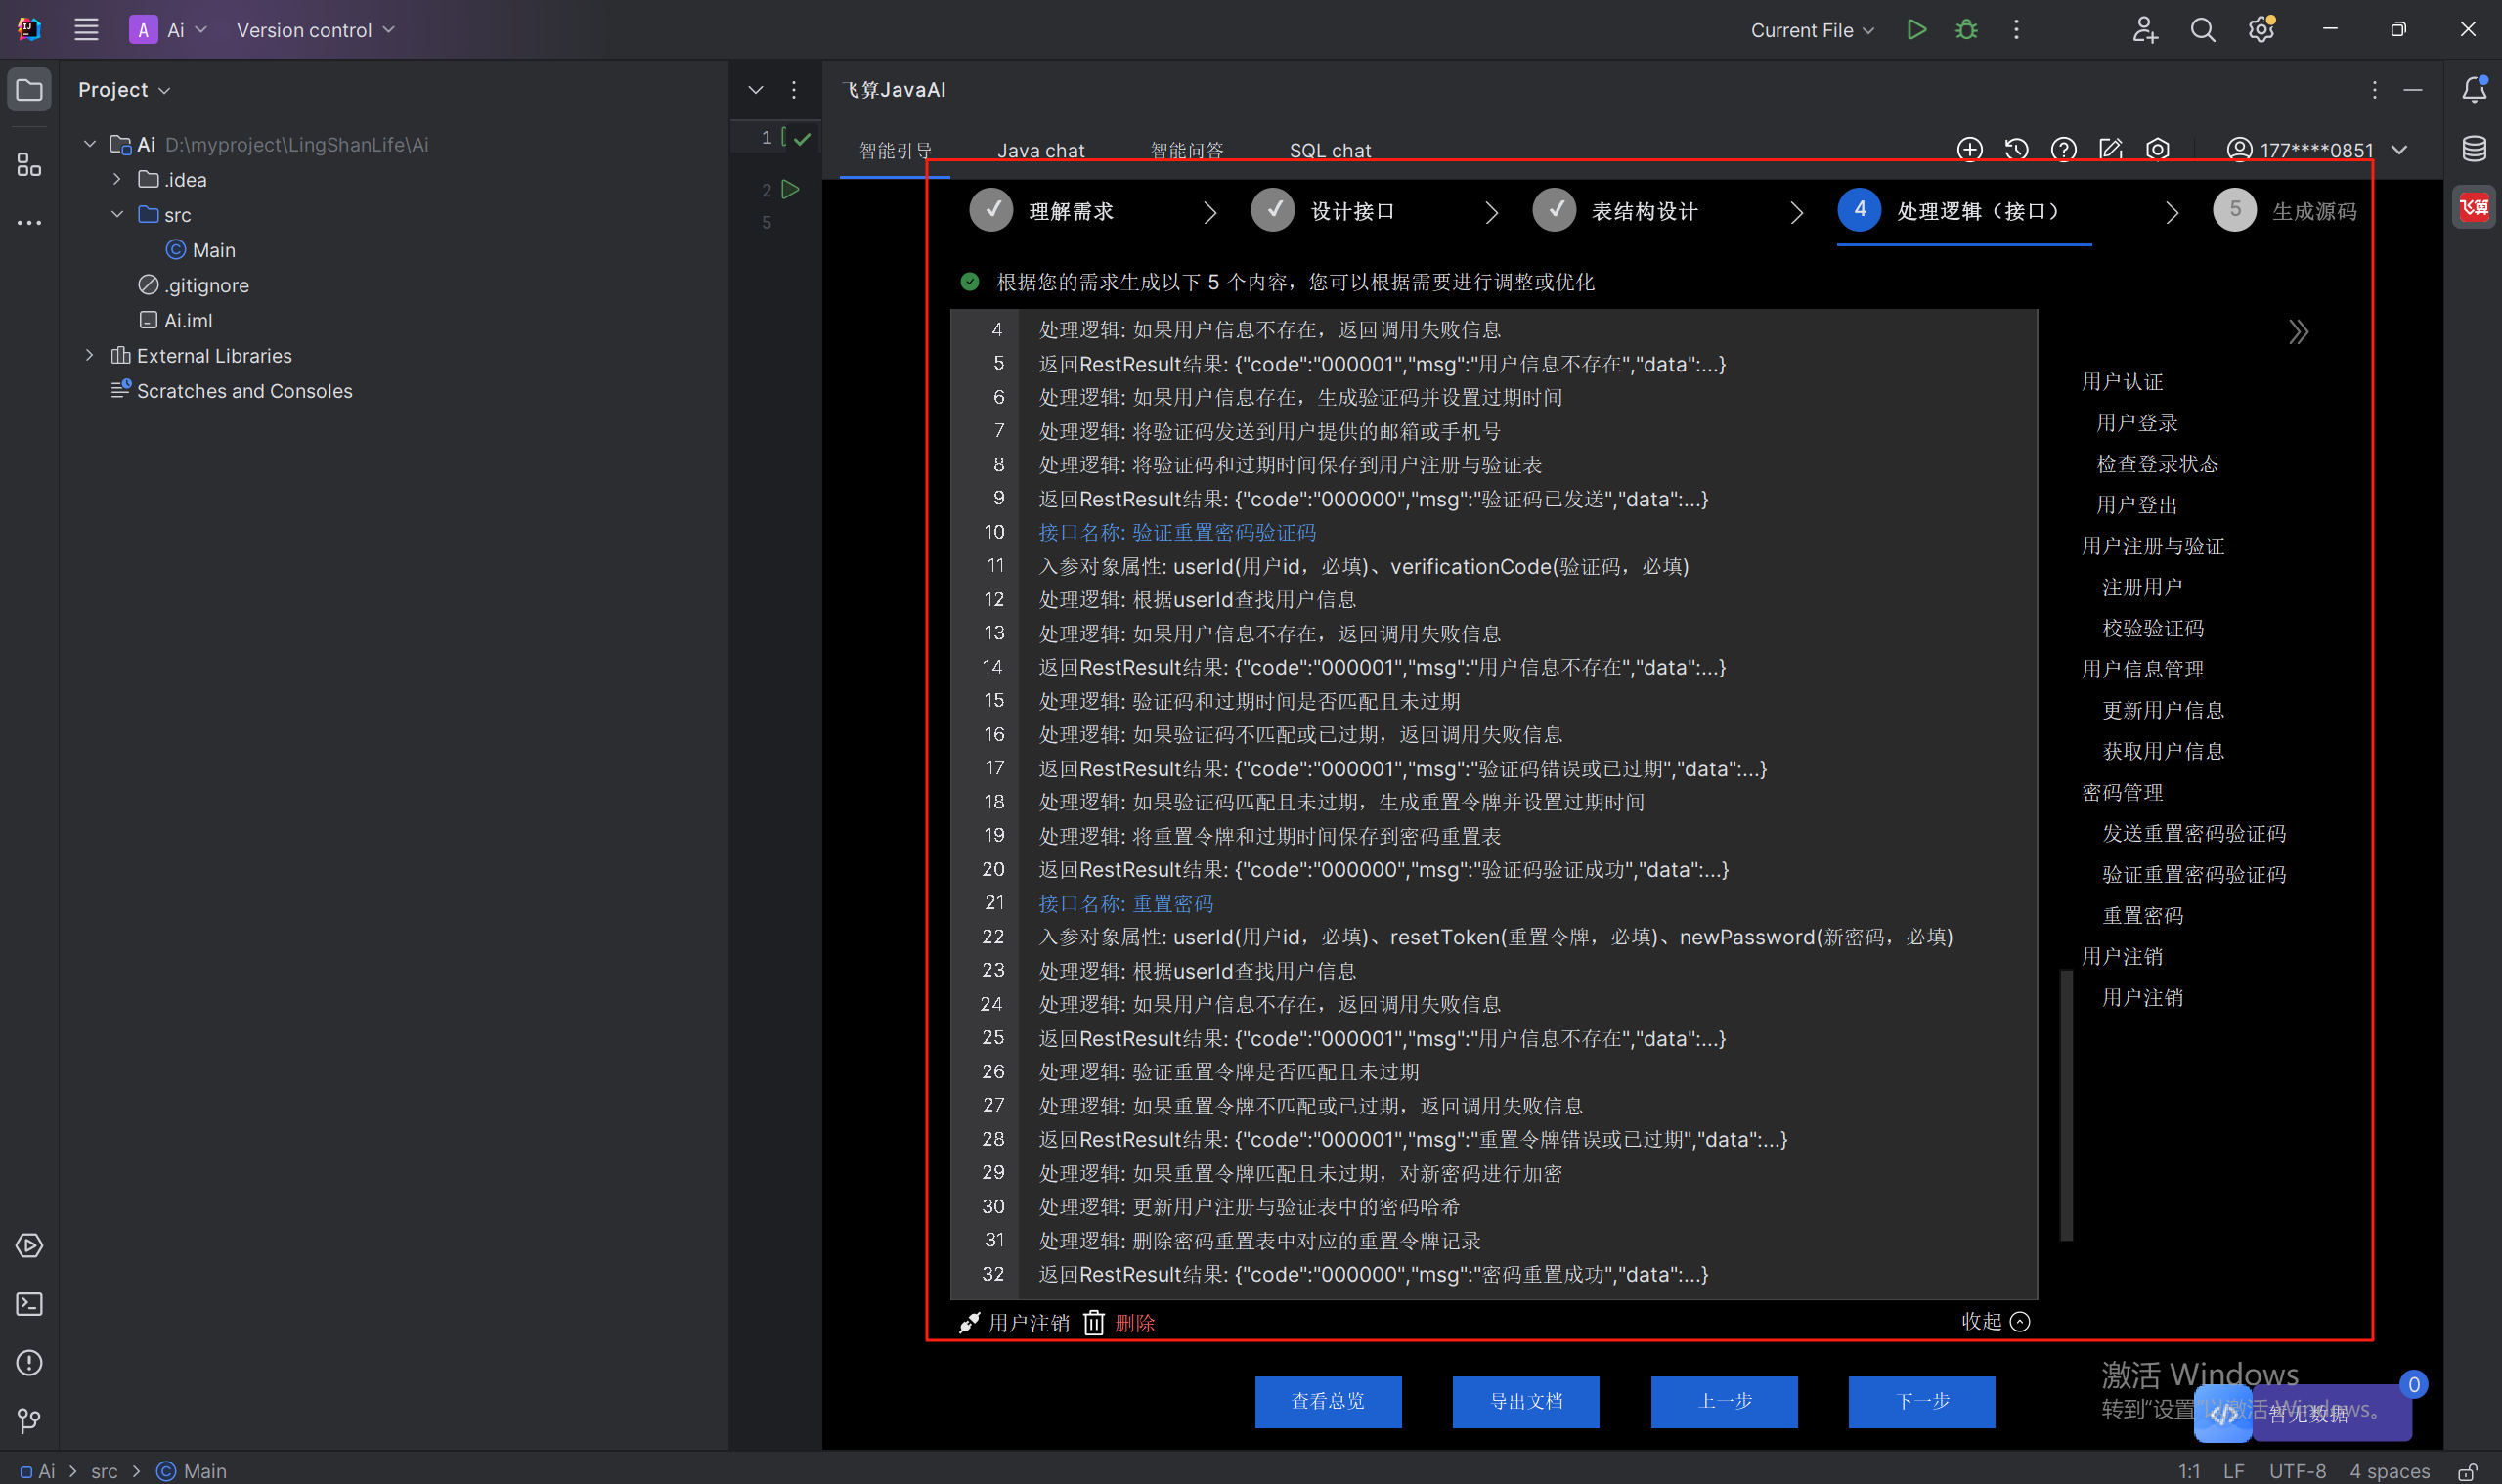 A Ai Version control Current File
Project
Ai D:\myproject\LingShanLife\Ai
.idea
src
Main
.gitignore
Ai.iml
External Libraries
Scratches and Consoles
1
2
5
飞算JavaAI
智能引导 Java chat 智能问答 SQL chat 177****0851
飞算
理解需求 设计接口 表结构设计 4 处理逻辑（接口） 5 生成源码
根据您的需求生成以下 5 个内容，您可以根据需要进行调整或优化
4 处理逻辑: 如果用户信息不存在，返回调用失败信息
5 返回RestResult结果: {"code":"000001","msg":"用户信息不存在","data":...}
6 处理逻辑: 如果用户信息存在，生成验证码并设置过期时间
7 处理逻辑: 将验证码发送到用户提供的邮箱或手机号
8 处理逻辑: 将验证码和过期时间保存到用户注册与验证表
9 返回RestResult结果: {"code":"000000","msg":"验证码已发送","data":...}
10 接口名称: 验证重置密码验证码
11 入参对象属性: userId(用户id，必填)、verificationCode(验证码，必填)
12 处理逻辑: 根据userId查找用户信息
13 处理逻辑: 如果用户信息不存在，返回调用失败信息
14 返回RestResult结果: {"code":"000001","msg":"用户信息不存在","data":...}
15 处理逻辑: 验证码和过期时间是否匹配且未过期
16 处理逻辑: 如果验证码不匹配或已过期，返回调用失败信息
17 返回RestResult结果: {"code":"000001","msg":"验证码错误或已过期","data":...}
18 处理逻辑: 如果验证码匹配且未过期，生成重置令牌并设置过期时间
19 处理逻辑: 将重置令牌和过期时间保存到密码重置表
20 返回RestResult结果: {"code":"000000","msg":"验证码验证成功","data":...}
21 接口名称: 重置密码
22 入参对象属性: userId(用户id，必填)、resetToken(重置令牌，必填)、newPassword(新密码，必填)
23 处理逻辑: 根据userId查找用户信息
24 处理逻辑: 如果用户信息不存在，返回调用失败信息
25 返回RestResult结果: {"code":"000001","msg":"用户信息不存在","data":...}
26 处理逻辑: 验证重置令牌是否匹配且未过期
27 处理逻辑: 如果重置令牌不匹配或已过期，返回调用失败信息
28 返回RestResult结果: {"code":"000001","msg":"重置令牌错误或已过期","data":...}
29 处理逻辑: 如果重置令牌匹配且未过期，对新密码进行加密
30 处理逻辑: 更新用户注册与验证表中的密码哈希
31 处理逻辑: 删除密码重置表中对应的重置令牌记录
32 返回RestResult结果: {"code":"000000","msg":"密码重置成功","data":...}
用户注销 删除 收起
用户认证
用户登录
检查登录状态
用户登出
用户注册与验证
注册用户
校验验证码
用户信息管理
更新用户信息
获取用户信息
密码管理
发送重置密码验证码
验证重置密码验证码
重置密码
用户注销
用户注销
查看总览 导出文档 上一步 下一步
激活 Windows
转到"设置"以激活 Windows。
暂无数据
0
Ai src Main 1:1 LF UTF-8 4 spaces